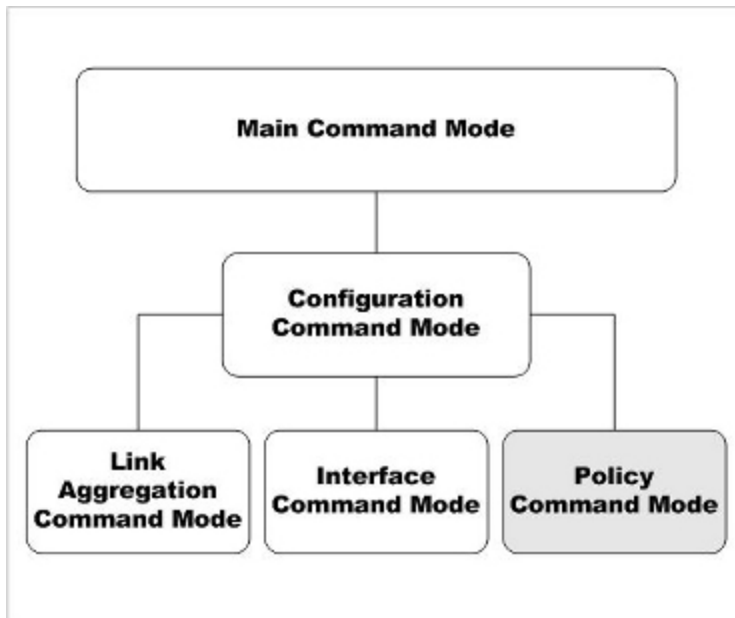 Main Command Mode
Configuration
Command Mode
Link
Aggregation
Command Mode
Interface
Command Mode
Policy
Command Mode